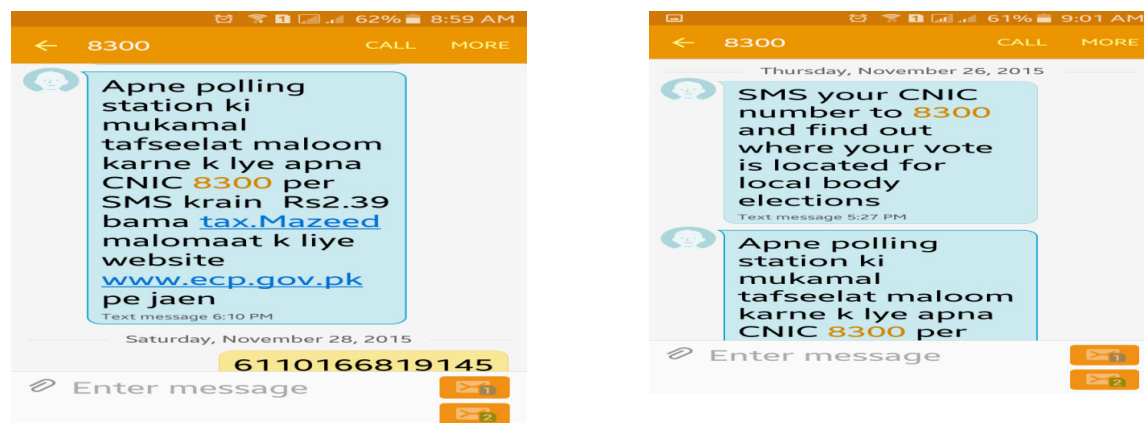 62% 8:59 AM
8300 CALL MORE
Apne polling
station ki
mukamal
tafseelat maloom
karne k lye apna
CNIC 8300 per
SMS krain Rs2.39
bama tax.Mazeed
malomaat k liye
website
www.ecp.gov.pk
pe jaen
Text message 6:10 PM
Saturday, November 28, 2015
6110166819145
Enter message
1
2
61% 9:01 AM
8300 CALL MORE
Thursday, November 26, 2015
SMS your CNIC
number to 8300
and find out
where your vote
is located for
local body
elections
Text message 5:27 PM
Apne polling
station ki
mukamal
tafseelat maloom
karne k lye apna
CNIC 8300 per
Enter message
1
2